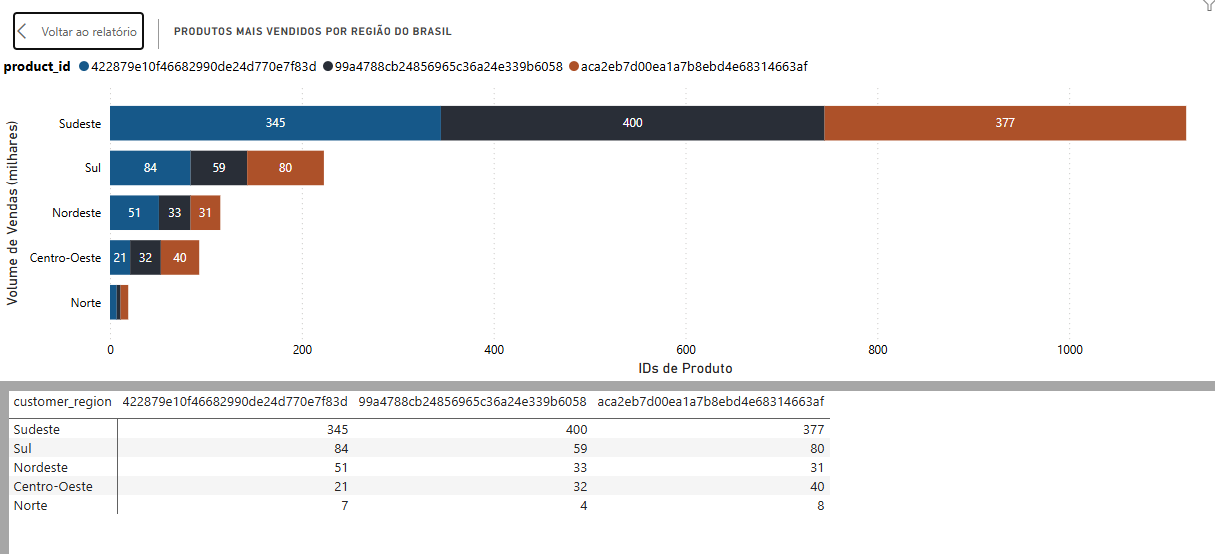 Voltar ao relatório
PRODUTOS MAIS VENDIDOS POR REGIÃO DO BRASIL
product_id 422879e10f46682990de24d770e7f83d 99a4788cb24856965c36a24e339b6058 aca2eb7d00ea1a7b8ebd4e68314663af
Volume de Vendas (milhares)
Sudeste 345 400 377
Sul 84 59 80
Nordeste 51 33 31
Centro-Oeste 21 32 40
Norte
0 200 400 600 800 1000
IDs de Produto
customer_region 422879e10f46682990de24d770e7f83d 99a4788cb24856965c36a24e339b6058 aca2eb7d00ea1a7b8ebd4e68314663af
Sudeste 345 400 377
Sul 84 59 80
Nordeste 51 33 31
Centro-Oeste 21 32 40
Norte 7 4 8